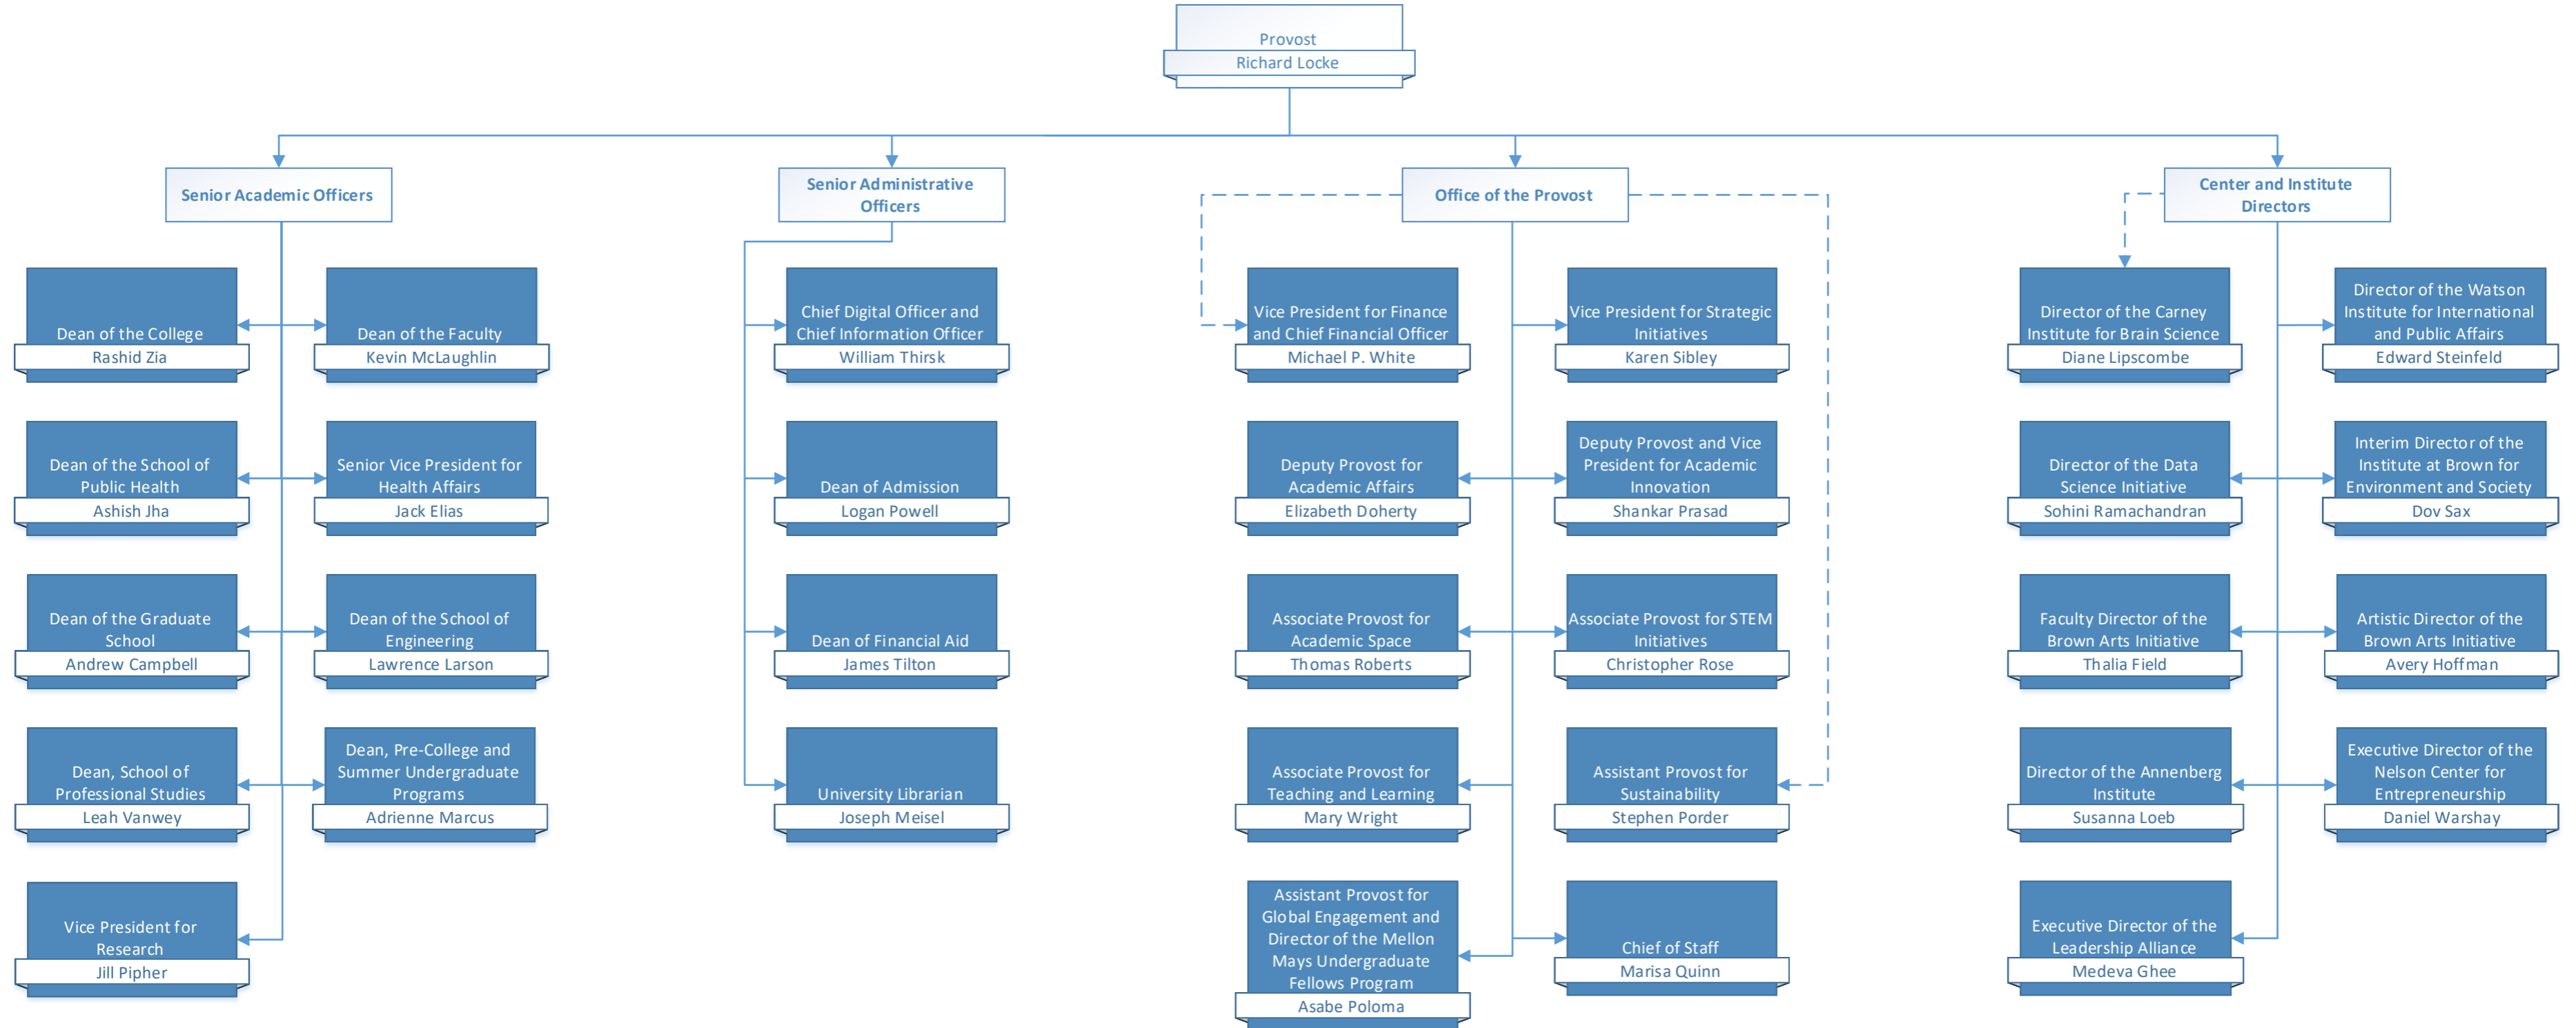 Provost
Richard Locke
Senior Academic Officers
Senior Administrative
Officers
Office of the Provost
Center and Institute
Directors
Dean of the College
Rashid Zia
Dean of the Faculty
Kevin McLaughlin
Chief Digital Officer and
Chief Information Officer
William Thirsk
Vice President for Finance
and Chief Financial Officer
Michael P. White
Vice President for Strategic
Initiatives
Karen Sibley
Director of the Carney
Institute for Brain Science
Diane Lipscombe
Director of the Watson
Institute for International
and Public Affairs
Edward Steinfeld
Dean of the School of
Public Health
Ashish Jha
Senior Vice President for
Health Affairs
Jack Elias
Dean of Admission
Logan Powell
Deputy Provost for
Academic Affairs
Elizabeth Doherty
Deputy Provost and Vice
President for Academic
Innovation
Shankar Prasad
Director of the Data
Science Initiative
Sohini Ramachandran
Interim Director of the
Institute at Brown for
Environment and Society
Dov Sax
Dean of the Graduate
School
Andrew Campbell
Dean of the School of
Engineering
Lawrence Larson
Dean of Financial Aid
James Tilton
Associate Provost for
Academic Space
Thomas Roberts
Associate Provost for STEM
Initiatives
Christopher Rose
Faculty Director of the
Brown Arts Initiative
Thalia Field
Artistic Director of the
Brown Arts Initiative
Avery Hoffman
Dean, School of
Professional Studies
Leah Vanwey
Dean, Pre-College and
Summer Undergraduate
Programs
Adrienne Marcus
University Librarian
Joseph Meisel
Associate Provost for
Teaching and Learning
Mary Wright
Assistant Provost for
Sustainability
Stephen Porder
Director of the Annenberg
Institute
Susanna Loeb
Executive Director of the
Nelson Center for
Entrepreneurship
Daniel Warshay
Vice President for
Research
Jill Pipher
Assistant Provost for
Global Engagement and
Director of the Mellon
Mays Undergraduate
Fellows Program
Asabe Poloma
Chief of Staff
Marisa Quinn
Executive Director of the
Leadership Alliance
Medeva Ghee